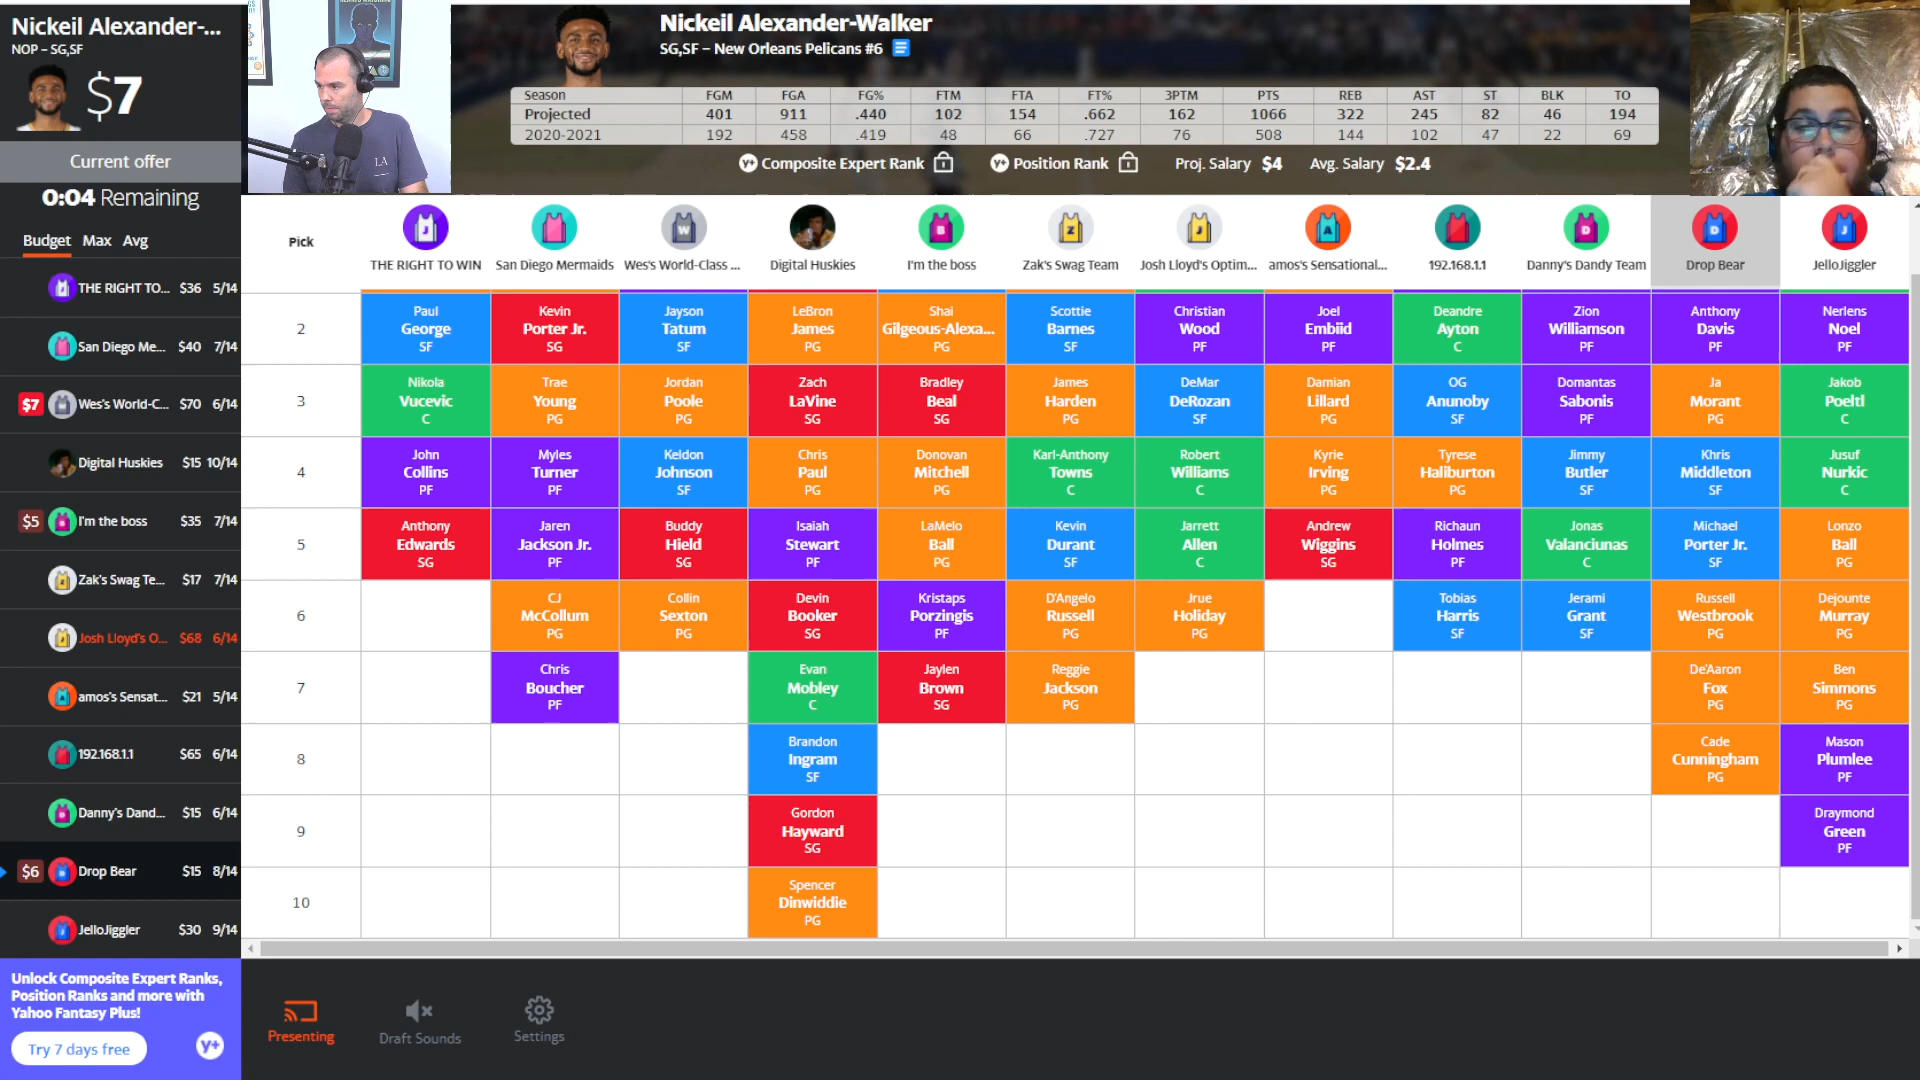 Nickeil Alexander-...
NOP – SG,SF
$7
Current offer
0:04 Remaining
Budget Max Avg
THE RIGHT TO... $36 5/14
San Diego Me... $40 7/14
$7 Wes's World-C... $70 6/14
Digital Huskies $15 10/14
$5 I'm the boss $35 7/14
Zak's Swag Te... $17 7/14
Josh Lloyd's O... $68 6/14
amos's Sensat... $21 5/14
192.168.1.1 $65 6/14
Danny's Dand... $15 6/14
$6 Drop Bear $15 8/14
JelloJiggler $30 9/14
Unlock Composite Expert Ranks,
Position Ranks and more with
Yahoo Fantasy Plus!
Try 7 days free
y+
LA
Nickeil Alexander-Walker
SG,SF – New Orleans Pelicans #6
Season FGM FGA FG% FTM FTA FT% 3PTM PTS REB AST ST BLK TO
Projected 401 911 .440 102 154 .662 162 1066 322 245 82 46 194
2020-2021 192 458 .419 48 66 .727 76 508 144 102 47 22 69
y+ Composite Expert Rank y+ Position Rank Proj. Salary $4 Avg. Salary $2.4
Pick THE RIGHT TO WIN San Diego Mermaids Wes's World-Class ... Digital Huskies I'm the boss Zak's Swag Team Josh Lloyd's Optim... amos's Sensational... 192.168.1.1 Danny's Dandy Team Drop Bear JelloJiggler
Paul Kevin Jayson LeBron Shai Scottie Christian Joel Deandre Zion Anthony Nerlens
2 George Porter Jr. Tatum James Gilgeous-Alexa... Barnes Wood Embiid Ayton Williamson Davis Noel
SF SG SF PG PG SF PF PF C PF PF PF
Nikola Trae Jordan Zach Bradley James DeMar Damian OG Domantas Ja Jakob
3 Vucevic Young Poole LaVine Beal Harden DeRozan Lillard Anunoby Sabonis Morant Poeltl
C PG PG SG SG PG SF PG SF PF PG C
John Myles Keldon Chris Donovan Karl-Anthony Robert Kyrie Tyrese Jimmy Khris Jusuf
4 Collins Turner Johnson Paul Mitchell Towns Williams Irving Haliburton Butler Middleton Nurkic
PF PF SF PG PG C C PG PG SF SF C
Anthony Jaren Buddy Isaiah LaMelo Kevin Jarrett Andrew Richaun Jonas Michael Lonzo
5 Edwards Jackson Jr. Hield Stewart Ball Durant Allen Wiggins Holmes Valanciunas Porter Jr. Ball
SG PF SG PF PG SF C SG PF C SF PG
CJ Collin Devin Kristaps D'Angelo Jrue Tobias Jerami Russell Dejounte
6 McCollum Sexton Booker Porzingis Russell Holiday Harris Grant Westbrook Murray
PG PG SG PF PG PG SF SF PG PG
Chris Evan Jaylen Reggie De'Aaron Ben
7 Boucher Mobley Brown Jackson Fox Simmons
PF C SG PG PG PG
Brandon Cade Mason
8 Ingram Cunningham Plumlee
SF PG PF
Gordon Draymond
9 Hayward Green
SG PF
Spencer
10 Dinwiddie
PG
Presenting Draft Sounds Settings